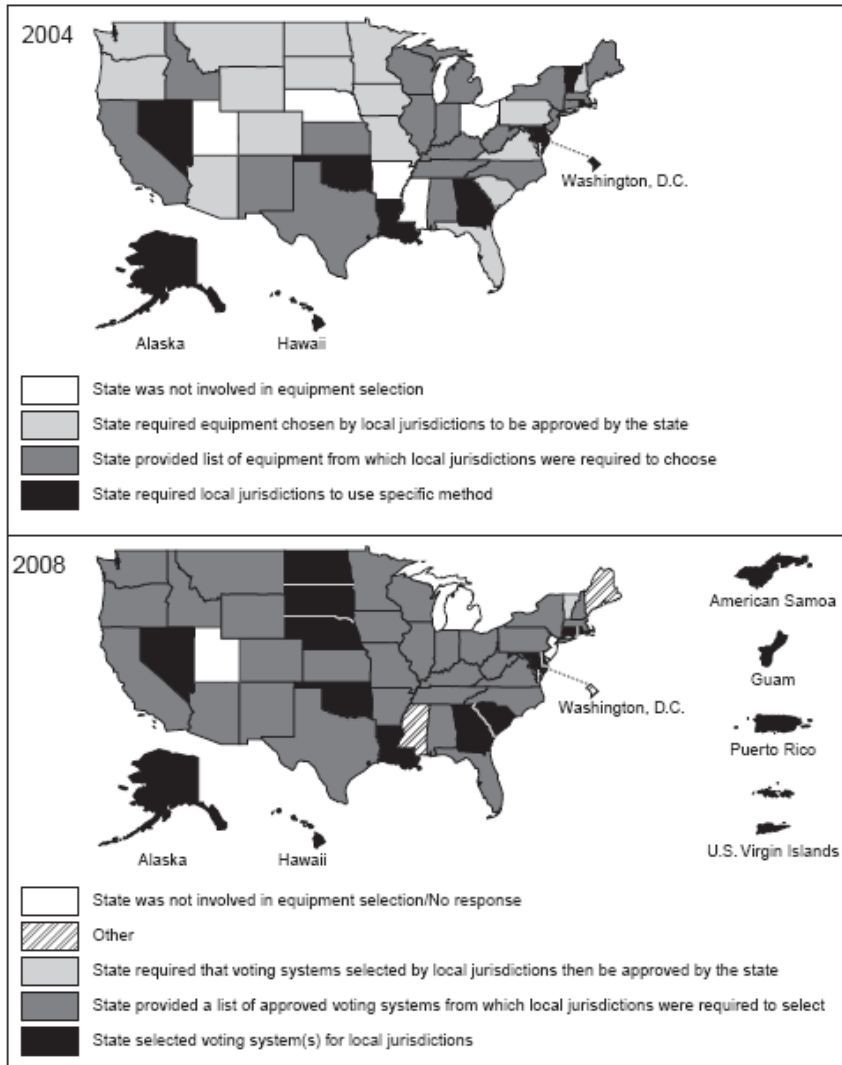 2004
Washington, D.C.
Alaska
Hawaii
State was not involved in equipment selection
State required equipment chosen by local jurisdictions to be approved by the state
State provided list of equipment from which local jurisdictions were required to choose
State required local jurisdictions to use specific method
2008
American Samoa
Guam
Washington, D.C.
Puerto Rico
Alaska
Hawaii
U.S. Virgin Islands
State was not involved in equipment selection/No response
Other
State required that voting systems selected by local jurisdictions then be approved by the state
State provided a list of approved voting systems from which local jurisdictions were required to select
State selected voting system(s) for local jurisdictions